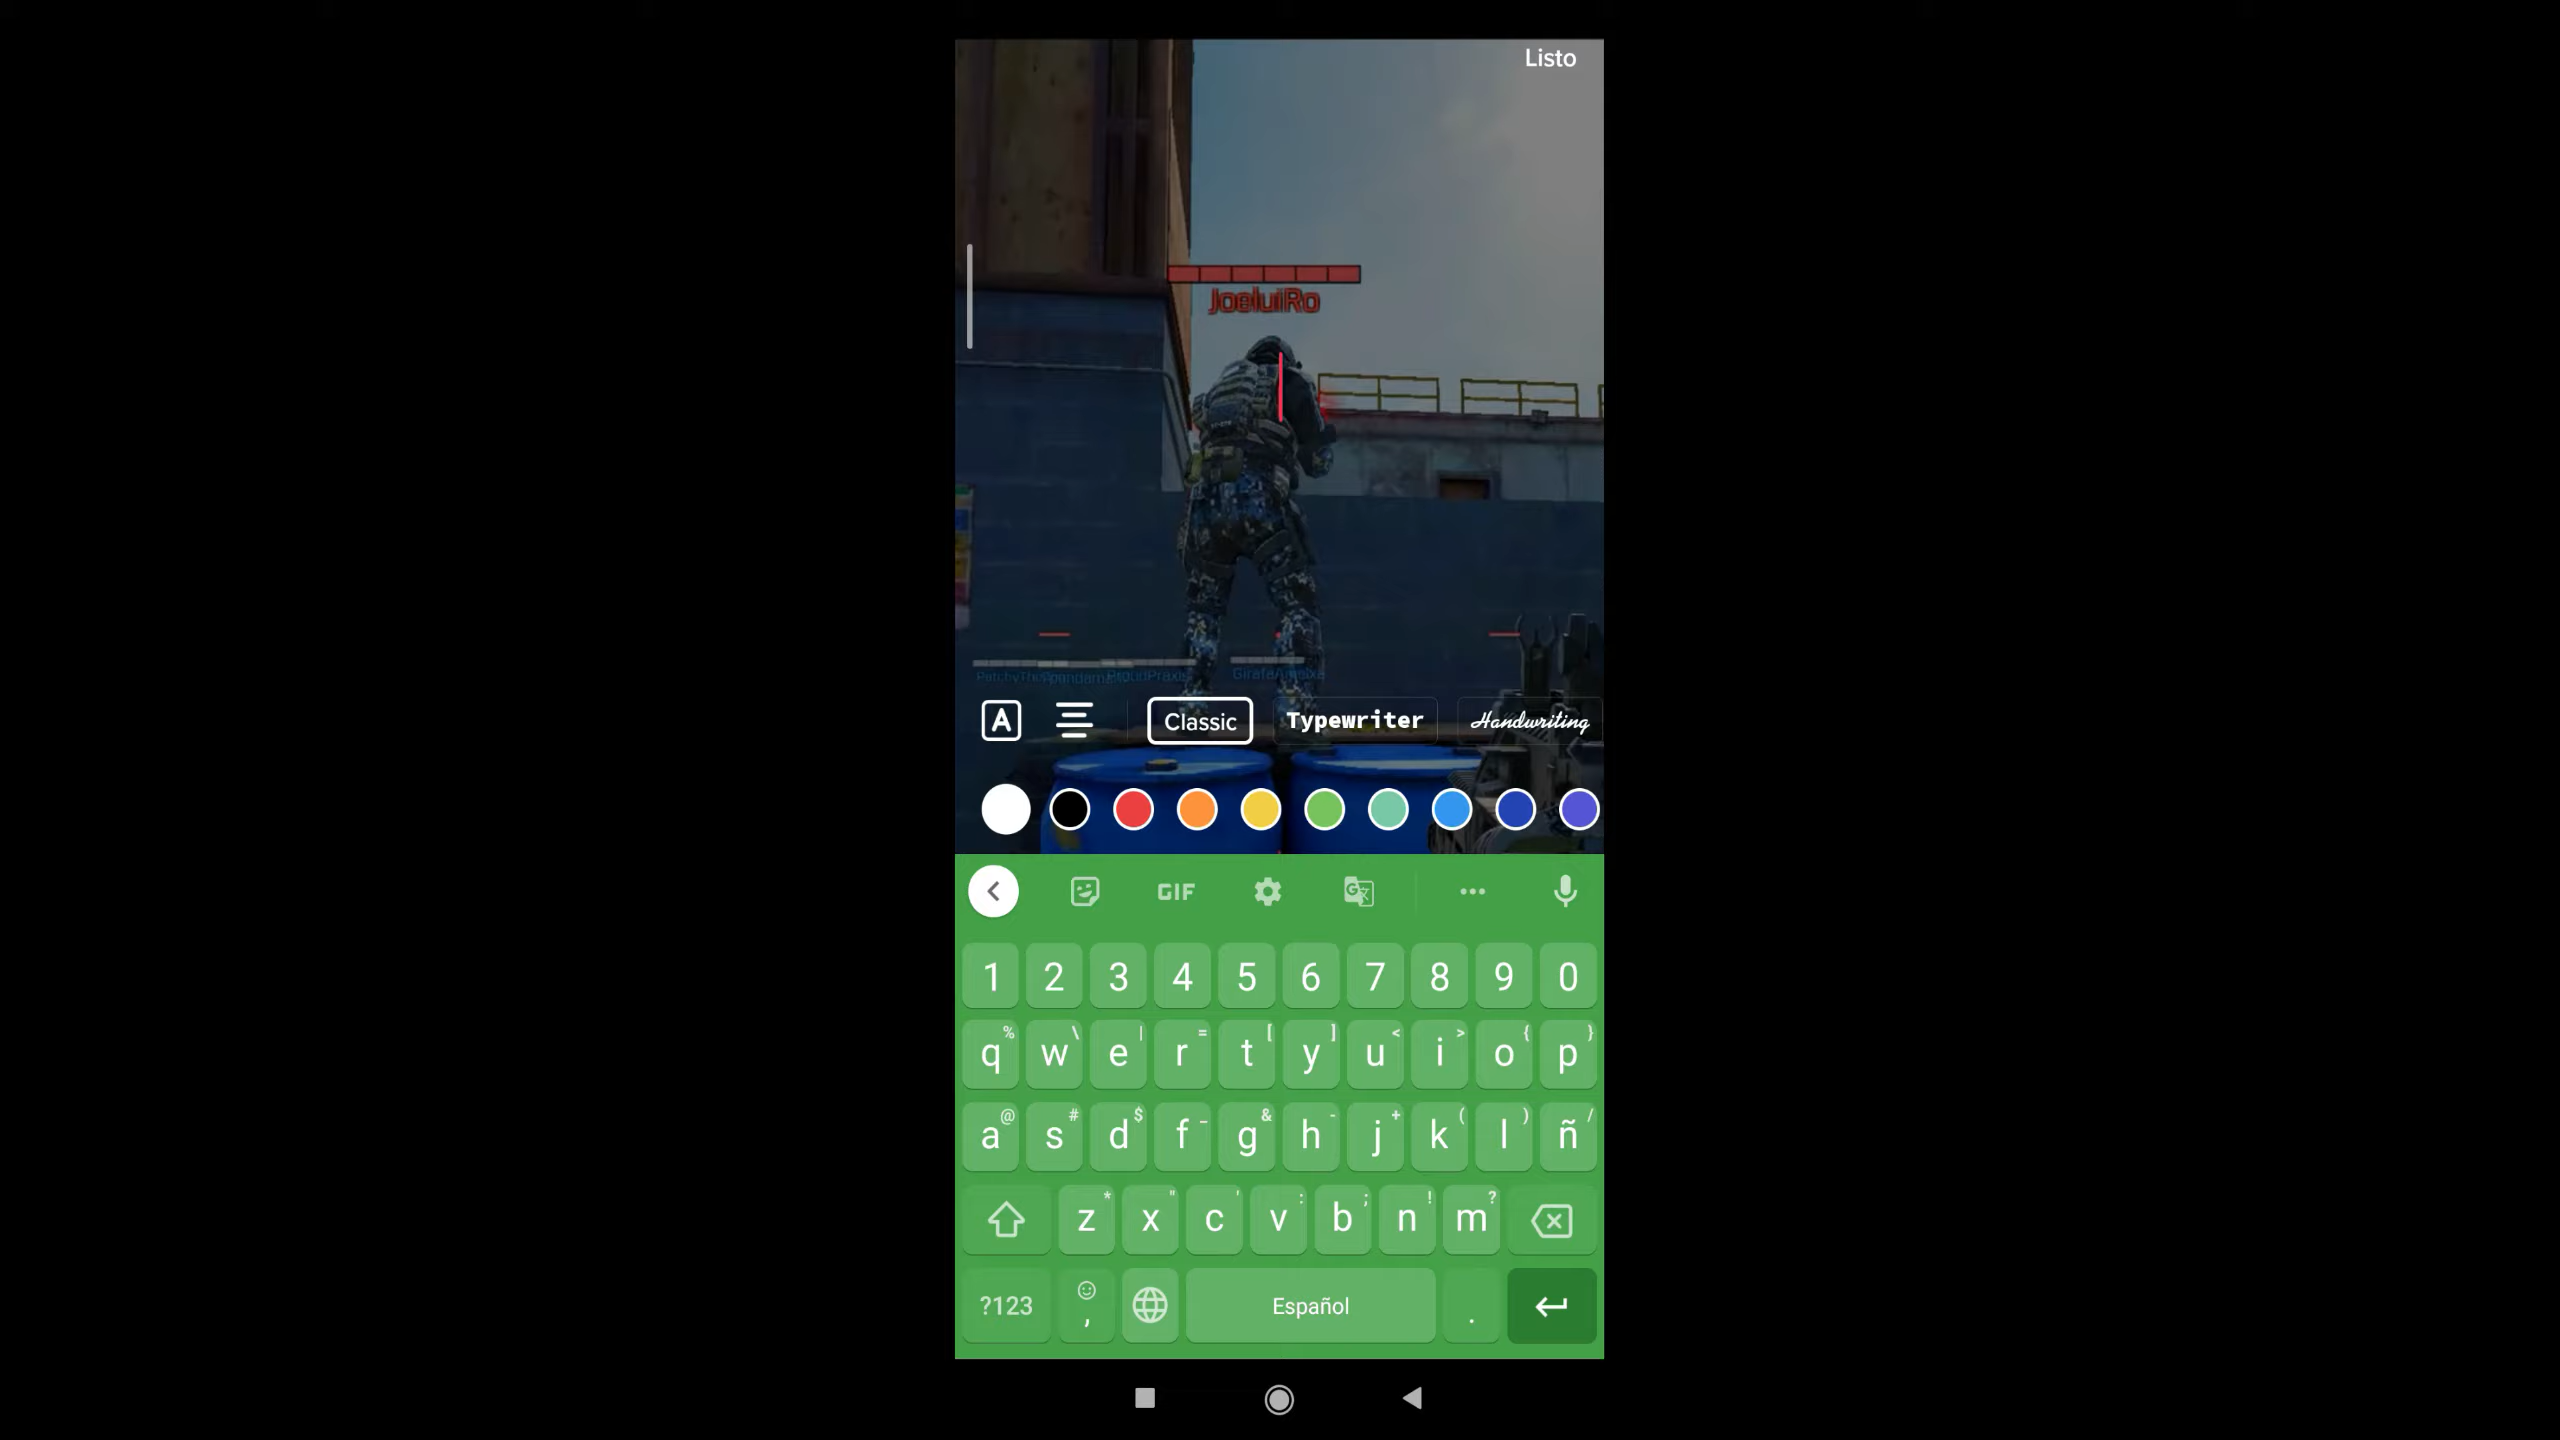 Listo
JoeluiRo
A Classic Typewriter Handwriting
GIF
1 2 3 4 5 6 7 8 9 0
% \ | = [ ] < > { }
q w e r t y u i o p
@ # $ _ & - + ( ) /
a s d f g h j k l ñ
* " ' : ; ! ?
z x c v b n m
?123 , Español .